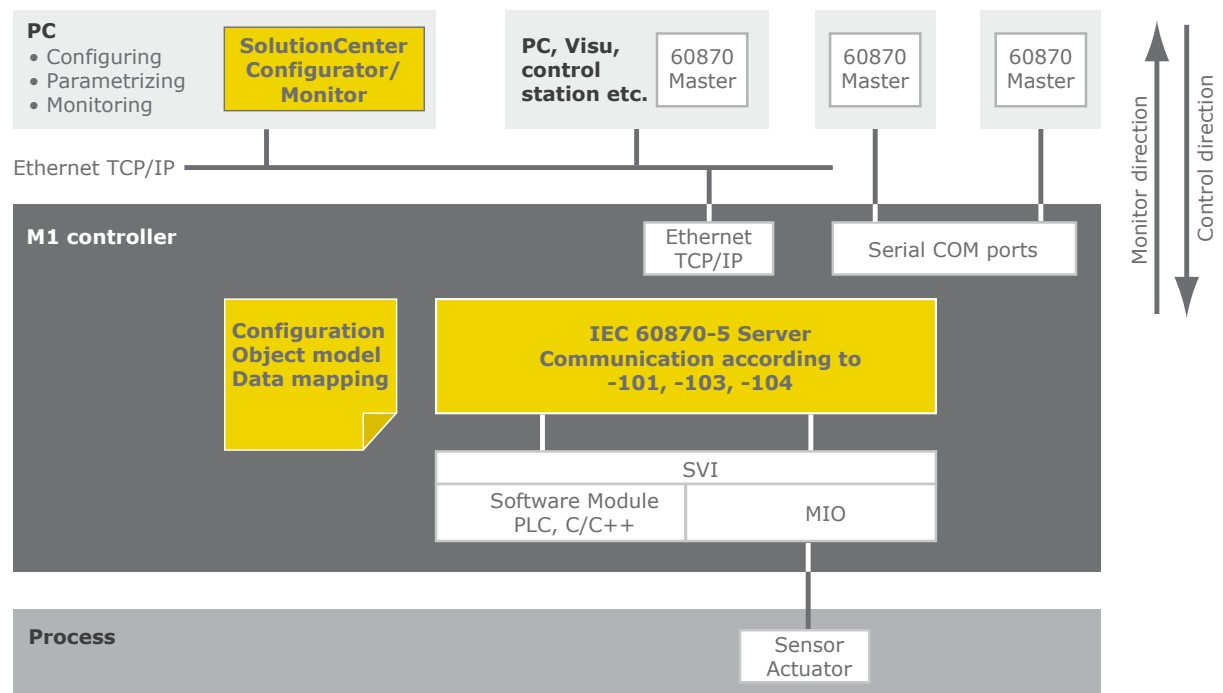 PC
• Configuring
• Parametrizing
• Monitoring
SolutionCenter
Configurator/
Monitor
PC, Visu,
control
station etc.
60870
Master
60870
Master
60870
Master
Monitor direction
Control direction
Ethernet TCP/IP
M1 controller
Ethernet
TCP/IP
Serial COM ports
Configuration
Object model
Data mapping
IEC 60870-5 Server
Communication according to
-101, -103, -104
SVI
Software Module
PLC, C/C++
MIO
Process
Sensor
Actuator